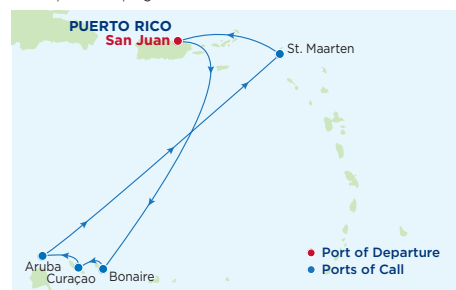 PUERTO RICO
San Juan
St. Maarten
Aruba
Curaçao
Bonaire
Port of Departure
Ports of Call